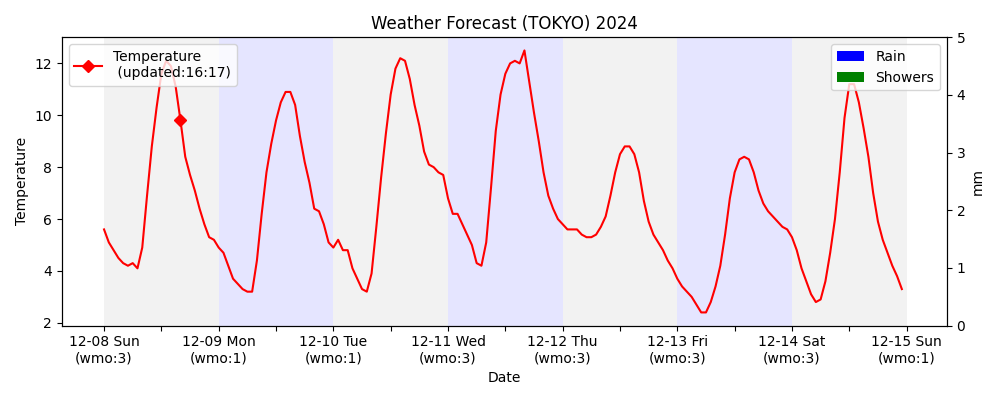 Weather Forecast (TOKYO) 2024
Temperature
(updated:16:17)
Rain
Showers
12
10
8
6
4
2
Temperature
5
4
3
2
1
0
mm
12-08 Sun
(wmo:3)
12-09 Mon
(wmo:1)
12-10 Tue
(wmo:1)
12-11 Wed
(wmo:3)
12-12 Thu
(wmo:3)
12-13 Fri
(wmo:3)
12-14 Sat
(wmo:3)
12-15 Sun
(wmo:1)
Date